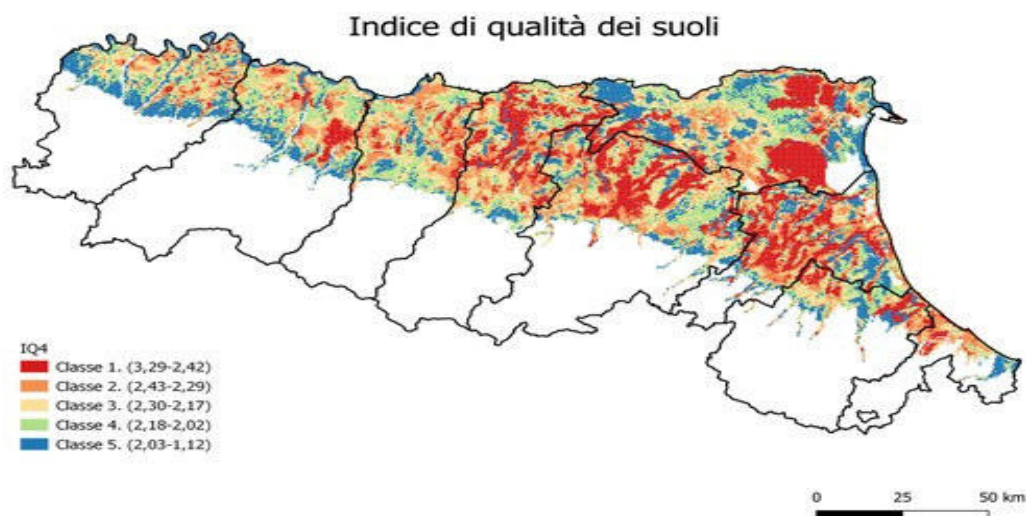 Indice di qualità dei suoli
IQ4
Classe 1. (3,29-2,42)
Classe 2. (2,43-2,29)
Classe 3. (2,30-2,17)
Classe 4. (2,18-2,02)
Classe 5. (2,03-1,12)
0 25 50 km